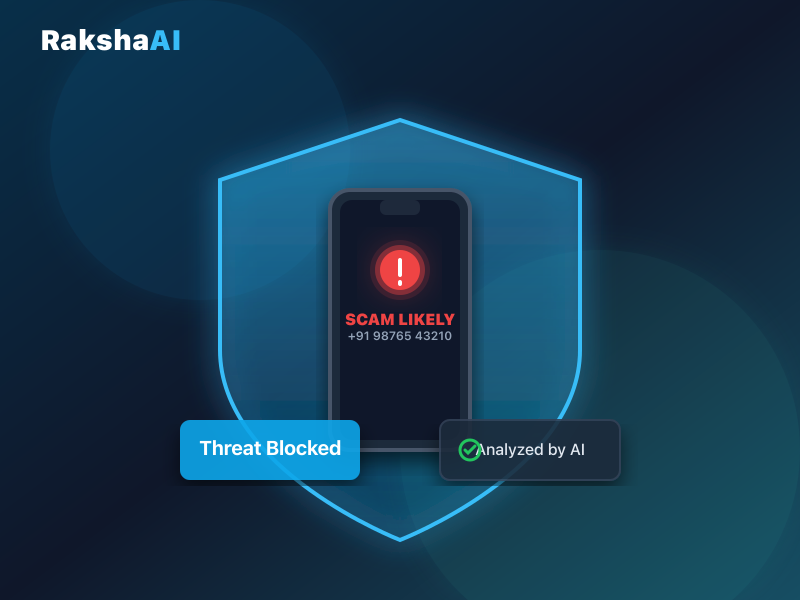 RakshaAI
SCAM LIKELY
+91 98765 43210
Threat Blocked
Analyzed by AI